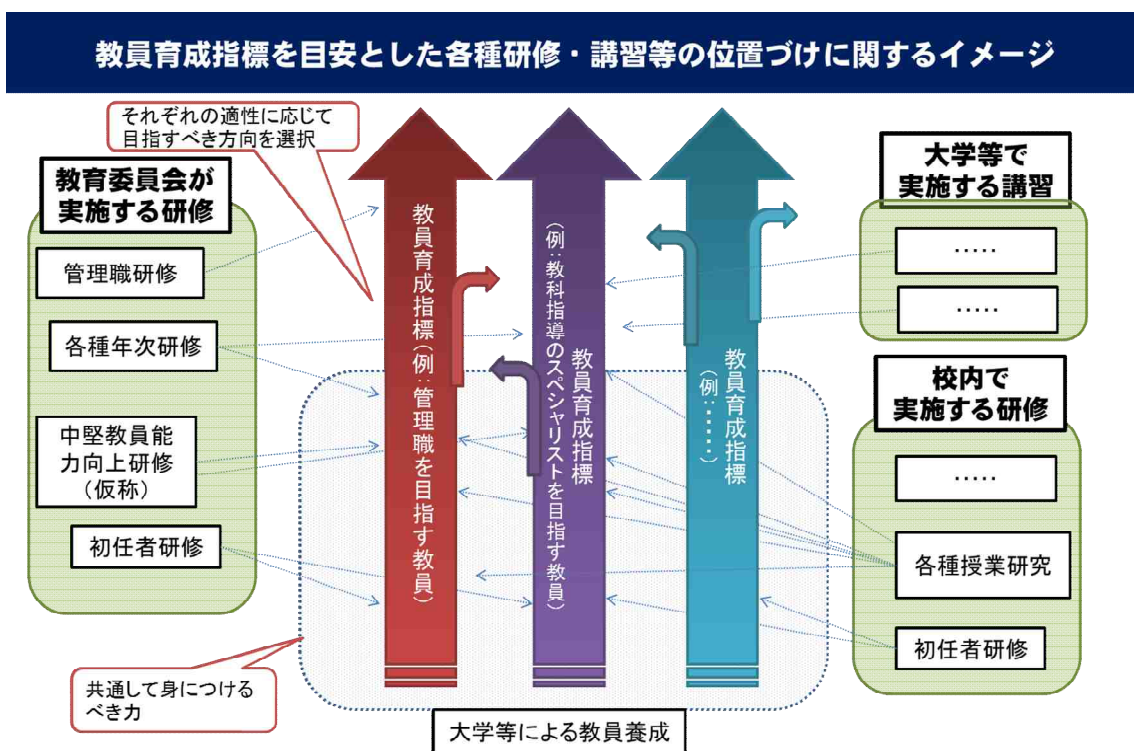 教員育成指標を目安とした各種研修・講習等の位置づけに関するイメージ
それぞれの適性に応じて
目指すべき方向を選択
教育委員会が
実施する研修
管理職研修
各種年次研修
中堅教員能
力向上研修
（仮称）
初任者研修
共通して身につける
べき力
教員育成指標（例：管理職を目指す教員）
教員育成指標
（例：教科指導のスペシャリストを目指す教員）
教員育成指標
（例：……）
大学等による教員養成
大学等で
実施する講習
……
……
校内で
実施する研修
……
各種授業研究
初任者研修